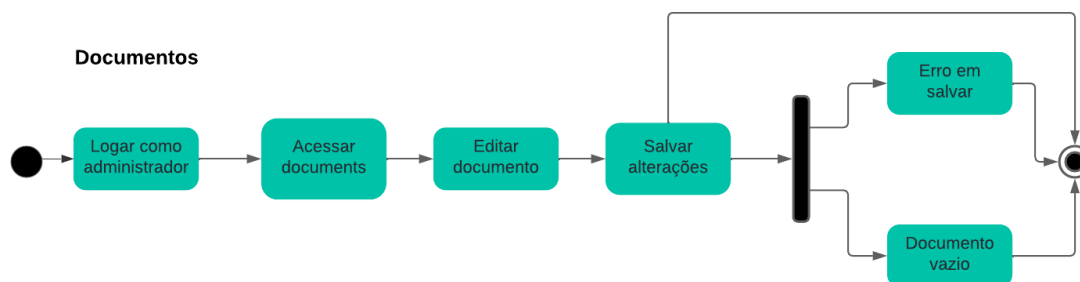 Documentos
Logar como
administrador
Acessar
documents
Editar
documento
Salvar
alterações
Erro em
salvar
Documento
vazio